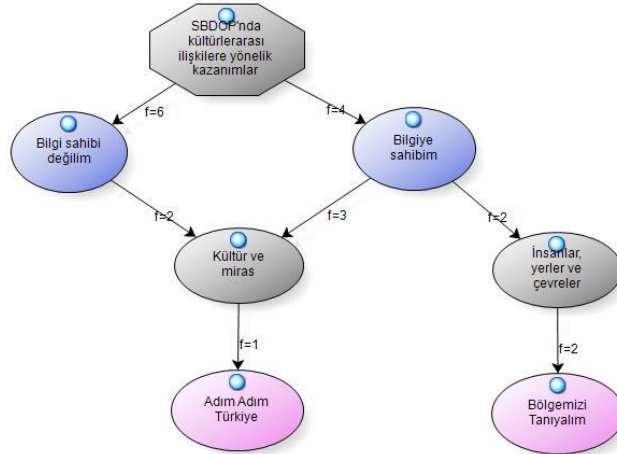 SBDÖP'nda
kültürlerarası
ilişkilere yönelik
kazanımlar
f=6
f=4
Bilgi sahibi
değilim
Bilgiye
sahibim
f=2
f=3
f=2
Kültür ve
miras
İnsanlar,
yerler ve
çevreler
f=1
f=2
Adım Adım
Türkiye
Bölgemizi
Tanıyalım